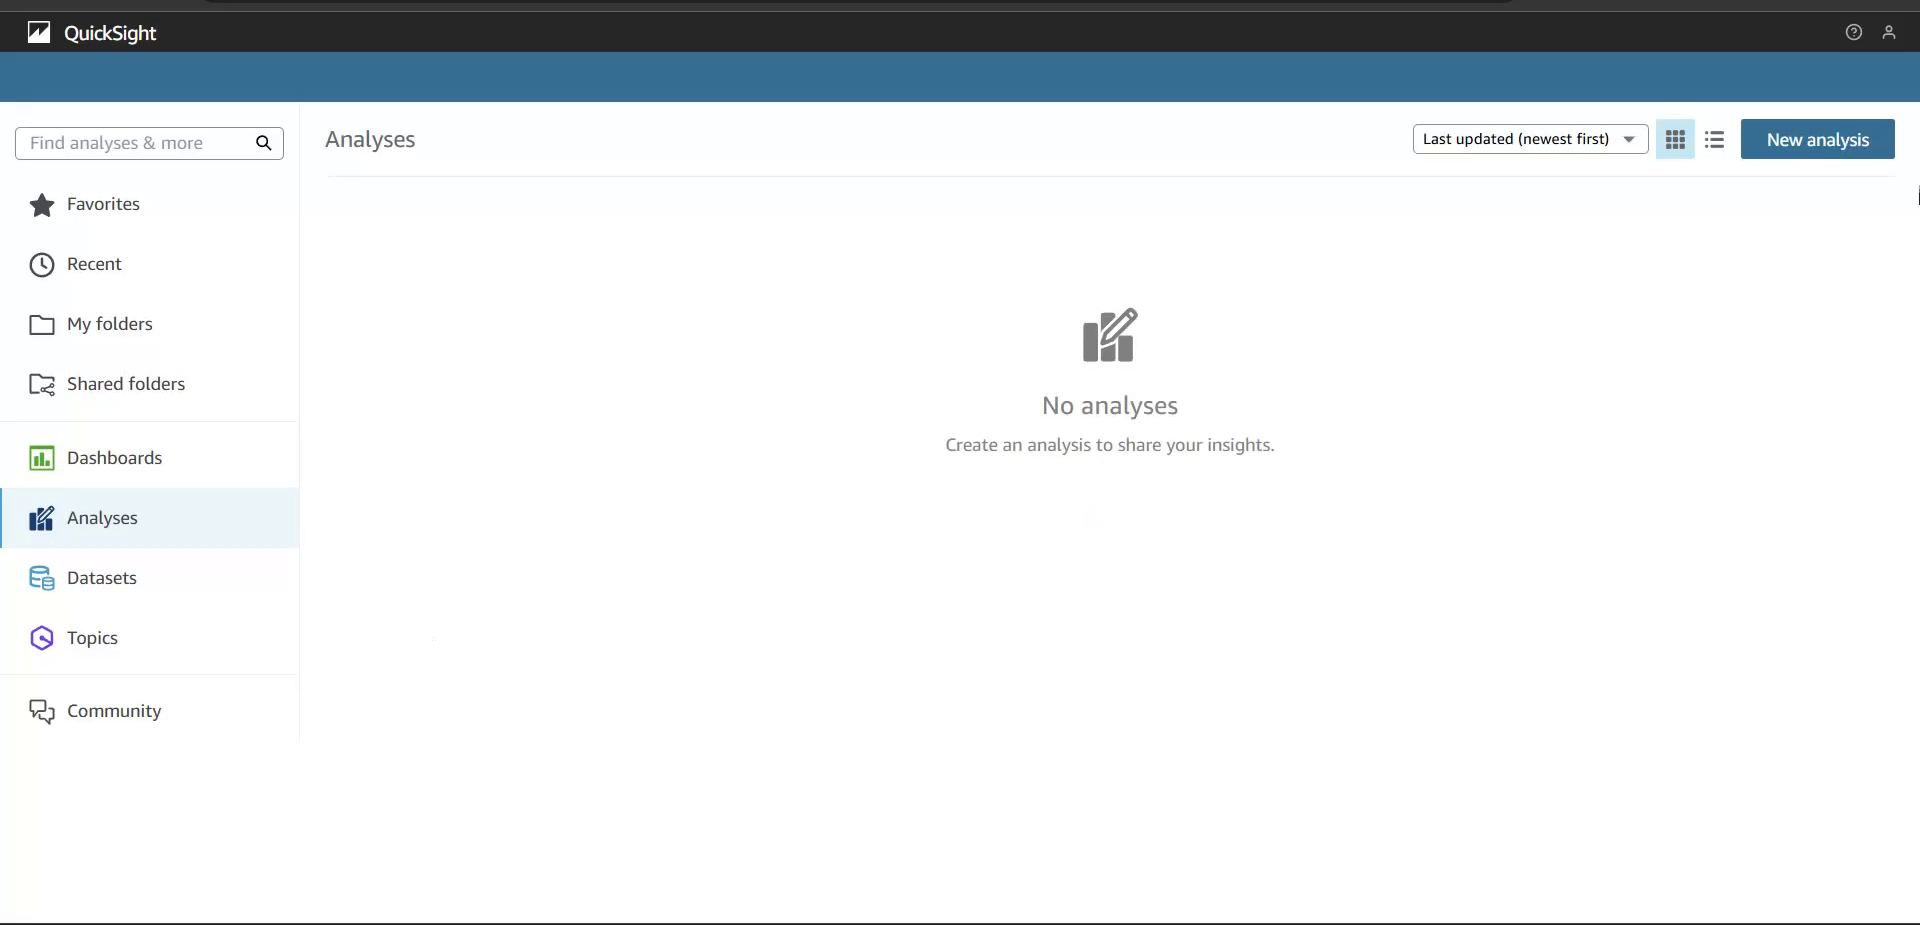 QuickSight
Find analyses & more
Analyses
Last updated (newest first)
New analysis
Favorites
Recent
My folders
Shared folders
No analyses
Create an analysis to share your insights.
Dashboards
Analyses
Datasets
Topics
Community